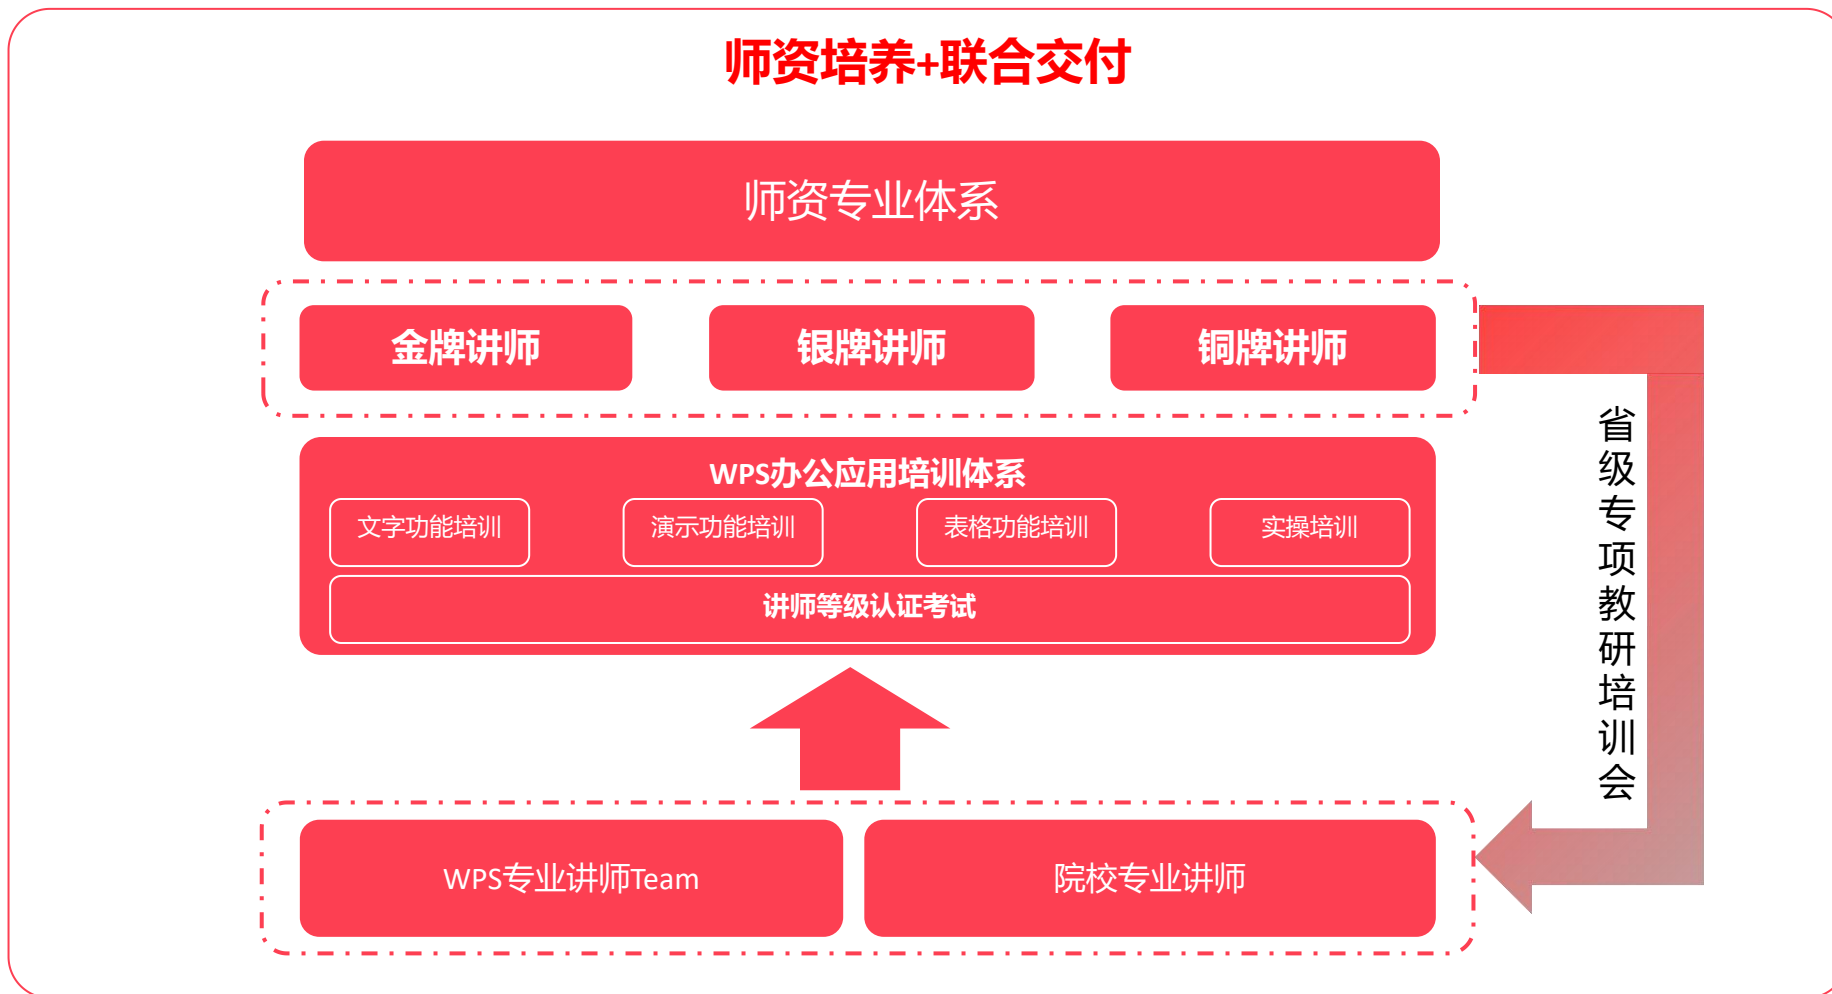 师资培养+联合交付
师资专业体系
金牌讲师
银牌讲师
铜牌讲师
WPS办公应用培训体系
文字功能培训
演示功能培训
表格功能培训
实操培训
讲师等级认证考试
省级专项教研培训会
WPS专业讲师Team
院校专业讲师